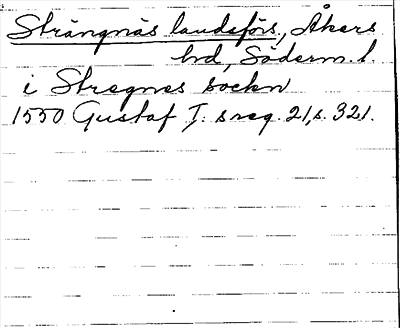 Strängnäs landsförs., Åkers
hd, Söderm. l.
i Stregnes sockn
1550 Gustaf I:s reg. 21, s. 321.